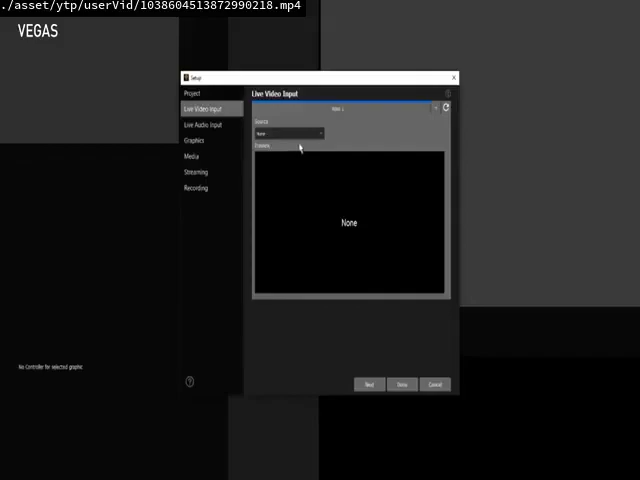 ./asset/ytp/userVid/1038604513872990218.mp4
VEGAS
Setup
Project
Live Video Input
Live Video Input
Live Audio Input
Source
None
Graphics
Preview
Media
Streaming
Recording
None
No Controller for selected graphic
?
Next
Cancel